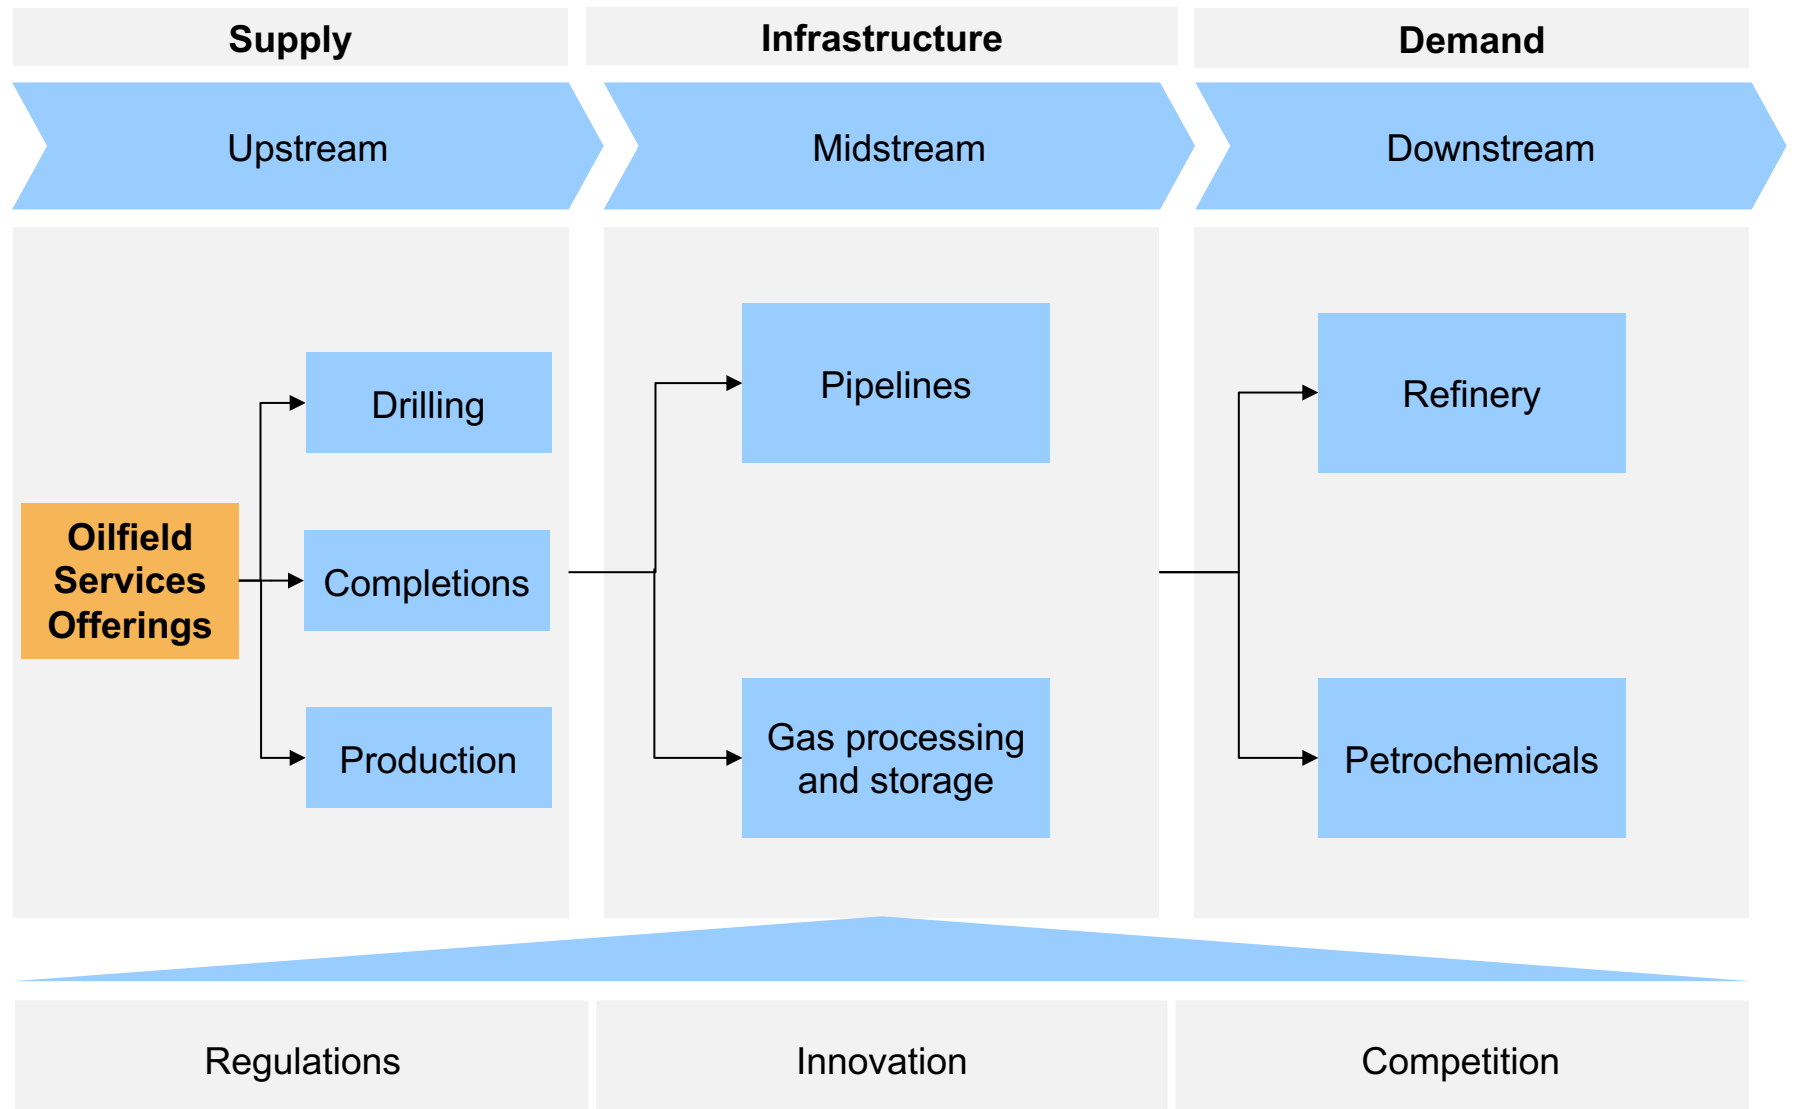 Supply
Infrastructure
Demand
Upstream
Midstream
Downstream
Oilfield
Services
Offerings
Drilling
Completions
Production
Pipelines
Gas processing
and storage
Refinery
Petrochemicals
Regulations
Innovation
Competition